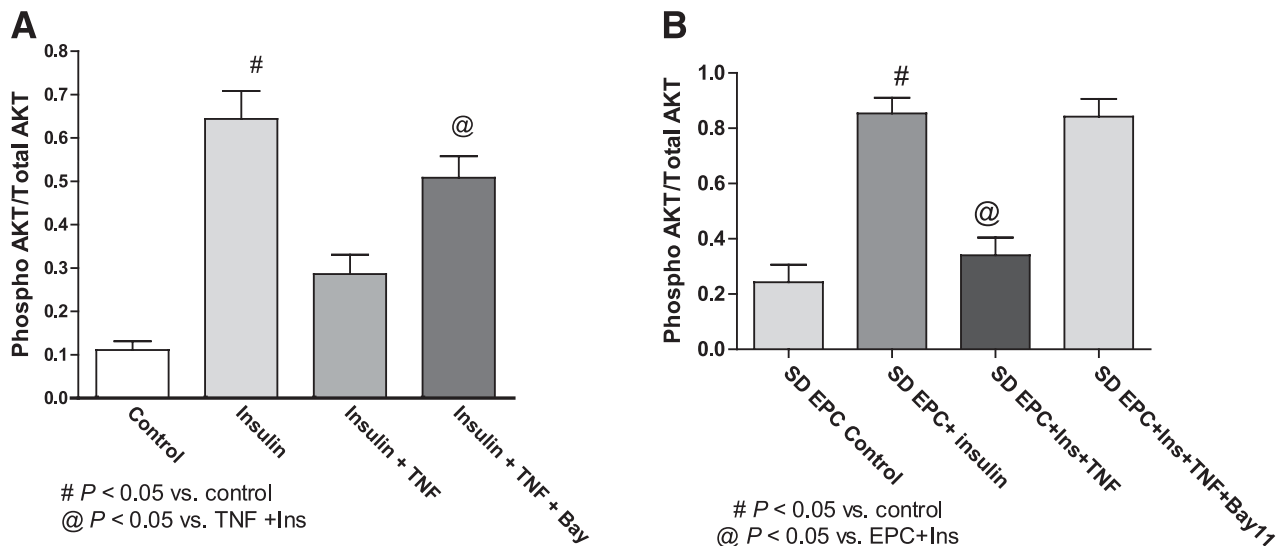 A
Phospho AKT/Total AKT
0.8
0.7
0.6
0.5
0.4
0.3
0.2
0.1
0.0
#
@
Control
Insulin
Insulin + TNF
Insulin + TNF + Bay
# P < 0.05 vs. control
@ P < 0.05 vs. TNF +Ins
B
Phospho AKT/Total AKT
1.0
0.8
0.6
0.4
0.2
0.0
#
@
SD EPC Control
SD EPC+ insulin
SD EPC+Ins+TNF
SD EPC+Ins+TNF+Bay11
# P < 0.05 vs. control
@ P < 0.05 vs. EPC+Ins